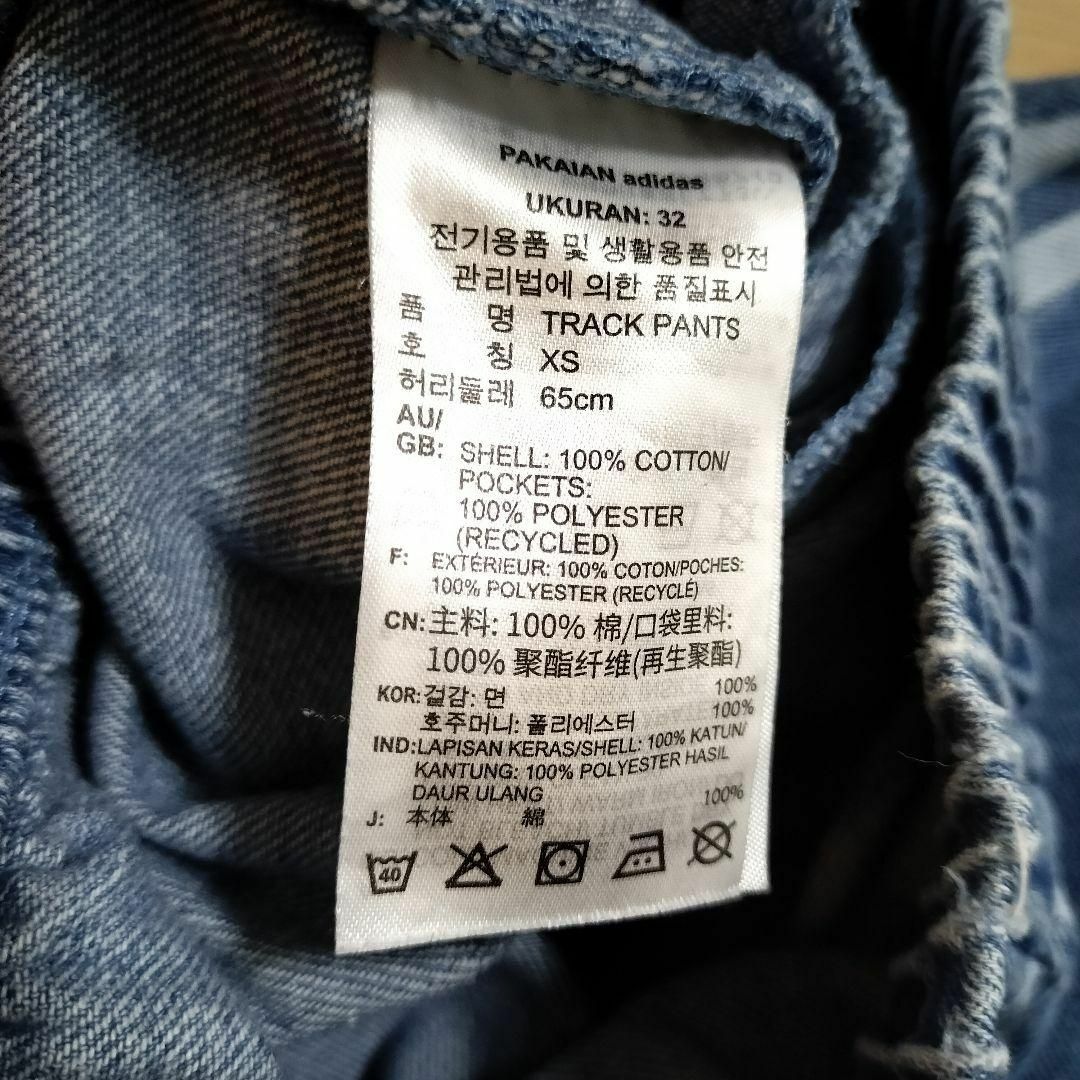 PAKAIAN adidas
UKURAN: 32
전기용품 및 생활용품 안전
관리법에 의한 품질표시
품 명 TRACK PANTS
호 칭 XS
허리둘레 65cm
AU/
GB: SHELL: 100% COTTON/
POCKETS:
100% POLYESTER
(RECYCLED)
F: EXTÉRIEUR: 100% COTON/POCHES:
100% POLYESTER (RECYCLÉ)
CN: 主料: 100% 棉/口袋里料:
100% 聚酯纤维(再生聚酯)
KOR: 겉감: 면 100%
호주머니: 폴리에스터 100%
IND: LAPISAN KERAS/SHELL: 100% KATUN/
KANTUNG: 100% POLYESTER HASIL
DAUR ULANG
J: 本体 綿 100%
40